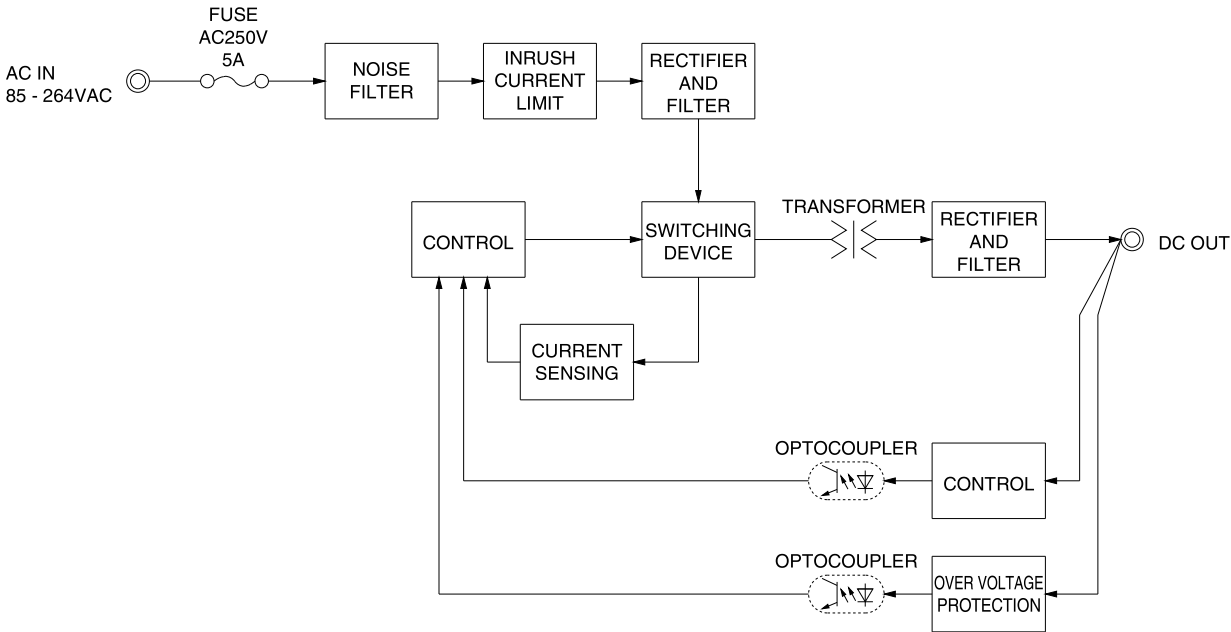 FUSE
AC250V
5A
AC IN
85 - 264VAC
NOISE
FILTER
INRUSH
CURRENT
LIMIT
RECTIFIER
AND
FILTER
CONTROL
SWITCHING
DEVICE
TRANSFORMER
RECTIFIER
AND
FILTER
DC OUT
CURRENT
SENSING
OPTOCOUPLER
CONTROL
OPTOCOUPLER
OVER VOLTAGE
PROTECTION